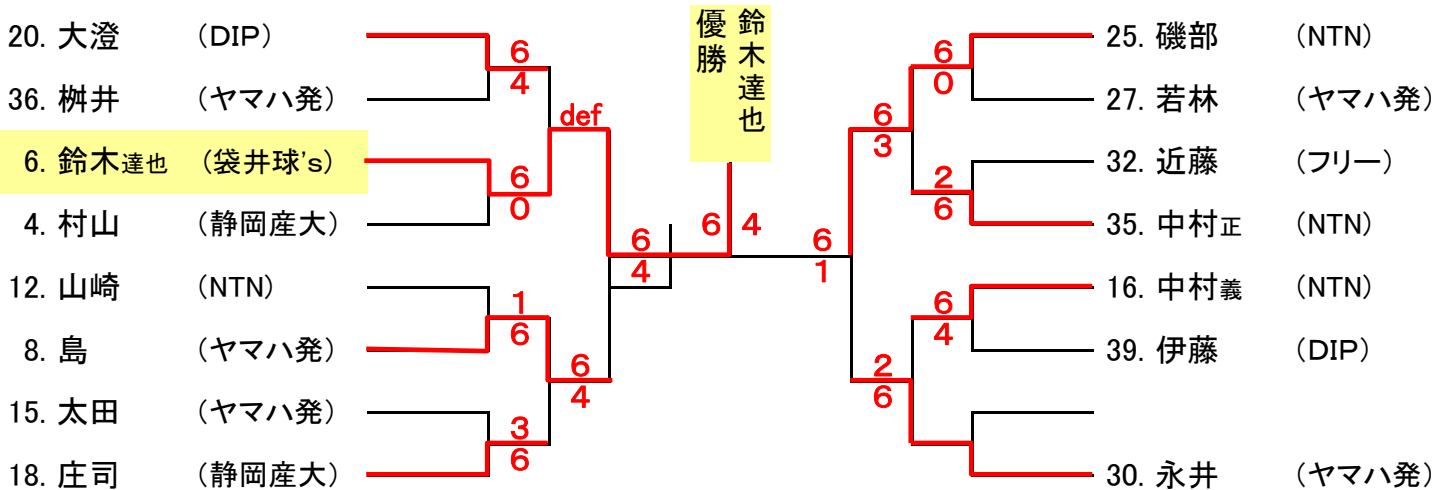 優勝 鈴木達也
20. 大澄 （DIP）
36. 桝井 （ヤマハ発）
6. 鈴木達也 （袋井球's）
4. 村山 （静岡産大）
12. 山崎 （NTN）
8. 島 （ヤマハ発）
15. 太田 （ヤマハ発）
18. 庄司 （静岡産大）
6
4
6
0
1
6
3
6
def
6
4
6
4
6 4
6
1
6
3
2
6
6
0
2
6
6
4
25. 磯部 （NTN）
27. 若林 （ヤマハ発）
32. 近藤 （フリー）
35. 中村正 （NTN）
16. 中村義 （NTN）
39. 伊藤 （DIP）
30. 永井 （ヤマハ発）